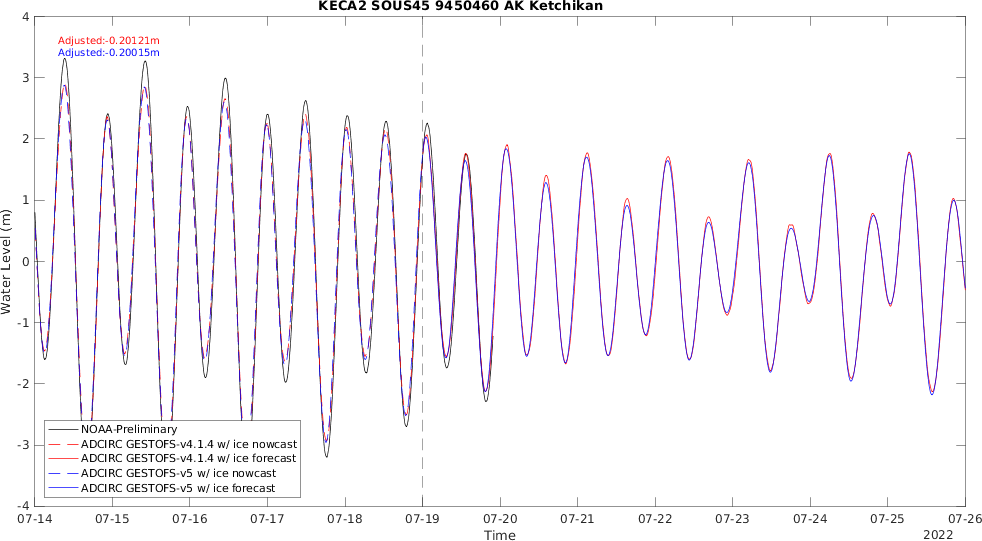 KECA2 SOUS45 9450460 AK Ketchikan
Adjusted:-0.20121m
Adjusted:-0.20015m
4
3
2
1
0
-1
-2
-3
-4
Water Level (m)
NOAA-Preliminary
ADCIRC GESTOFS-v4.1.4 w/ ice nowcast
ADCIRC GESTOFS-v4.1.4 w/ ice forecast
ADCIRC GESTOFS-v5 w/ ice nowcast
ADCIRC GESTOFS-v5 w/ ice forecast
07-14 07-15 07-16 07-17 07-18 07-19 07-20 07-21 07-22 07-23 07-24 07-25 07-26
Time
2022